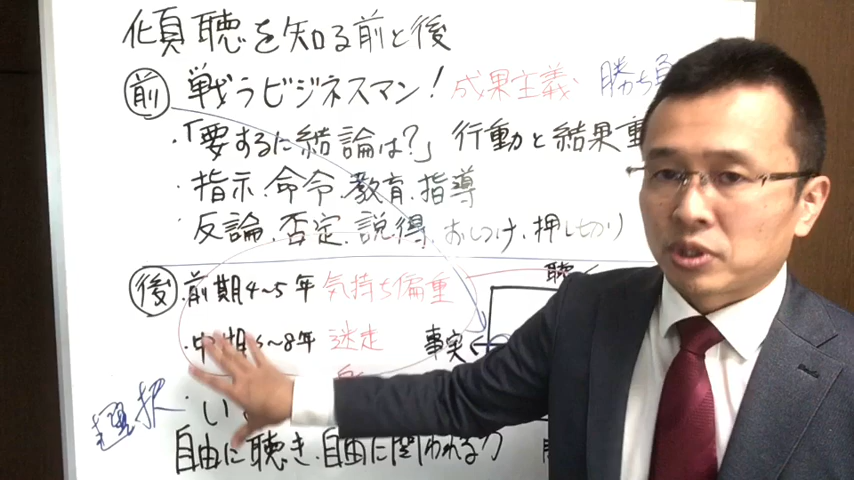 傾聴を知る前と後
前 戦うビジネスマン! 成果主義 勝ち負
・「要するに結論は?」 行動と結果重
・指示.命令.教育.指導
・反論.否定.説得.おしつけ.押しきり
後 ・前期4~5年 気持ち偏重
聴
・中期 ~8年 迷走
事実
選択
・い
自由に聴き.自由に関われる